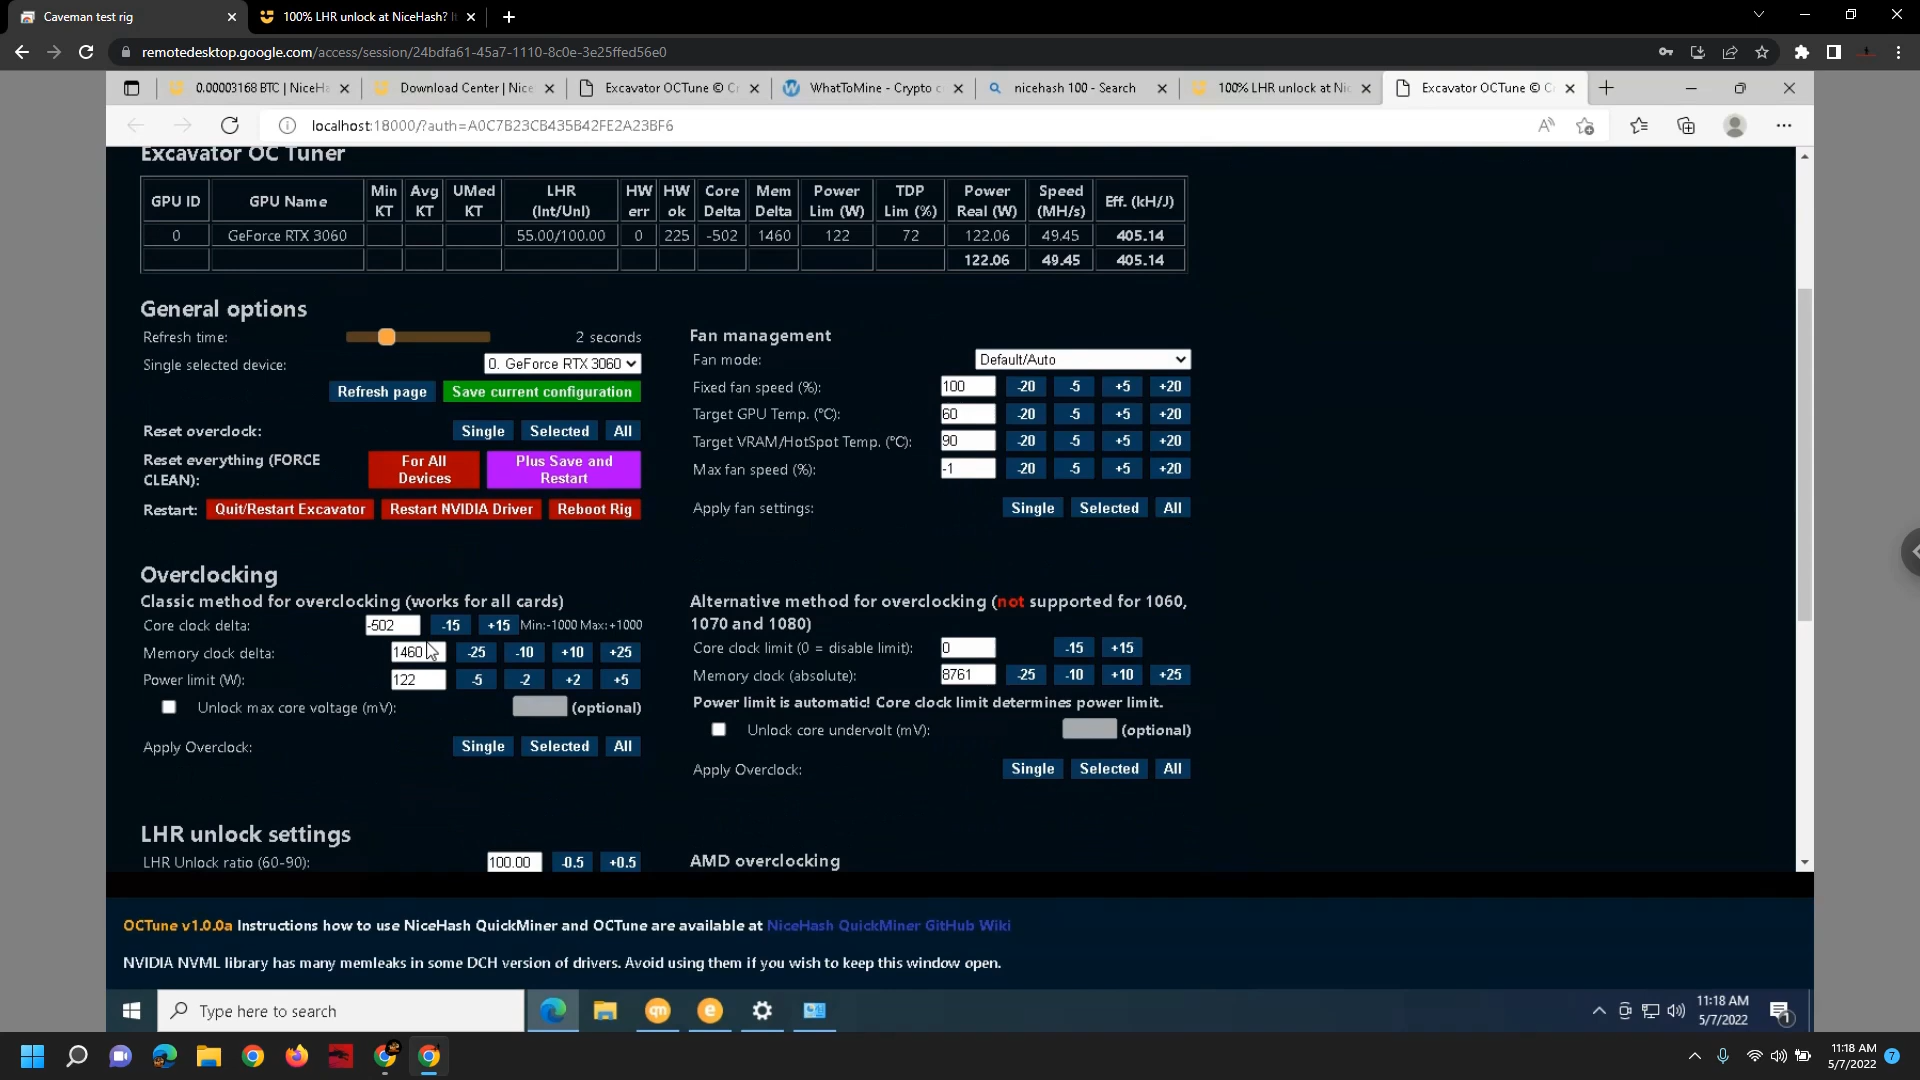 Caveman test rig
100% LHR unlock at NiceHash?
remotedesktop.google.com/access/session/24bdfa61-45a7-1110-8c0e-3e25ffed56e0
0.00003168 BTC | NiceHa
Download Center | Nice
Excavator OCTune © C
WhatToMine - Crypto c
nicehash 100 - Search
100% LHR unlock at Nic
Excavator OCTune © C
localhost:18000/?auth=A0C7B23CB435B42FE2A23BF6
Excavator OC Tuner
GPU ID GPU Name Min KT Avg KT UMed KT LHR (Int/Unl) HW err HW ok Core Delta Mem Delta Power Lim (W) TDP Lim (%) Power Real (W) Speed (MH/s) Eff. (kH/J)
0 GeForce RTX 3060 55.00/100.00 0 225 -502 1460 122 72 122.06 49.45 405.14
122.06 49.45 405.14
General options
Refresh time: 2 seconds
Single selected device: 0. GeForce RTX 3060
Refresh page Save current configuration
Reset overclock: Single Selected All
Reset everything (FORCE CLEAN): For All Devices Plus Save and Restart
Restart: Quit/Restart Excavator Restart NVIDIA Driver Reboot Rig
Fan management
Fan mode: Default/Auto
Fixed fan speed (%): 100 -20 -5 +5 +20
Target GPU Temp. (°C): 60 -20 -5 +5 +20
Target VRAM/HotSpot Temp. (°C): 90 -20 -5 +5 +20
Max fan speed (%): -1 -20 -5 +5 +20
Apply fan settings: Single Selected All
Overclocking
Classic method for overclocking (works for all cards)
Core clock delta: -502 -15 +15 Min:-1000 Max:+1000
Memory clock delta: 1460 -25 -10 +10 +25
Power limit (W): 122 -5 -2 +2 +5
Unlock max core voltage (mV): (optional)
Apply Overclock: Single Selected All
Alternative method for overclocking (not supported for 1060,
1070 and 1080)
Core clock limit (0 = disable limit): 0 -15 +15
Memory clock (absolute): 8761 -25 -10 +10 +25
Power limit is automatic! Core clock limit determines power limit.
Unlock core undervolt (mV): (optional)
Apply Overclock: Single Selected All
LHR unlock settings
LHR Unlock ratio (60-90): 100.00 -0.5 +0.5
AMD overclocking
OCTune v1.0.0a Instructions how to use NiceHash QuickMiner and OCTune are available at NiceHash QuickMiner GitHub Wiki
NVIDIA NVML library has many memleaks in some DCH version of drivers. Avoid using them if you wish to keep this window open.
Type here to search
qm
e
11:18 AM
5/7/2022
1
11:18 AM
5/7/2022
7